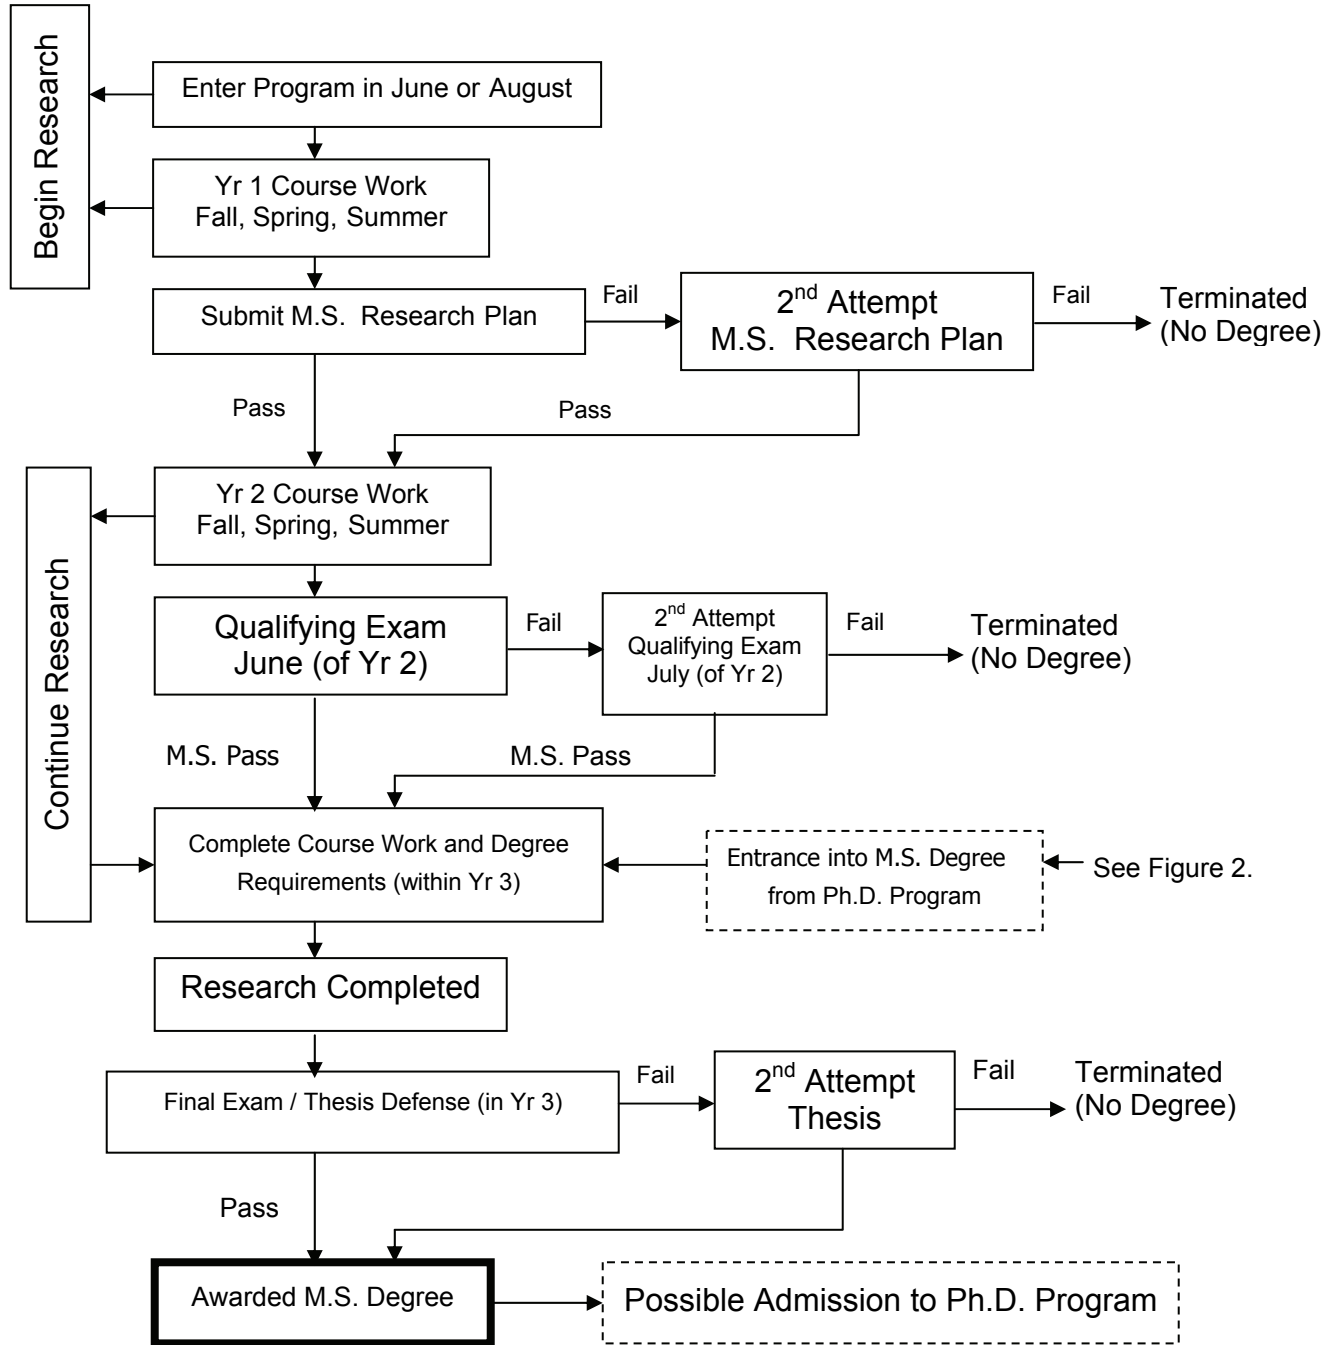 Begin Research
Enter Program in June or August
Yr 1 Course Work
Fall, Spring, Summer
Submit M.S.  Research Plan
Fail
2nd Attempt
M.S.  Research Plan
Fail
Terminated
(No Degree)
Pass
Pass
Continue Research
Yr 2 Course Work
Fall, Spring, Summer
Qualifying Exam
June (of Yr 2)
Fail
2nd Attempt
Qualifying Exam
July (of Yr 2)
Fail
Terminated
(No Degree)
M.S. Pass
M.S. Pass
Complete Course Work and Degree
Requirements (within Yr 3)
Entrance into M.S. Degree
from Ph.D. Program
See Figure 2.
Research Completed
Final Exam / Thesis Defense (in Yr 3)
Fail
2nd Attempt
Thesis
Fail
Terminated
(No Degree)
Pass
Awarded M.S. Degree
Possible Admission to Ph.D. Program